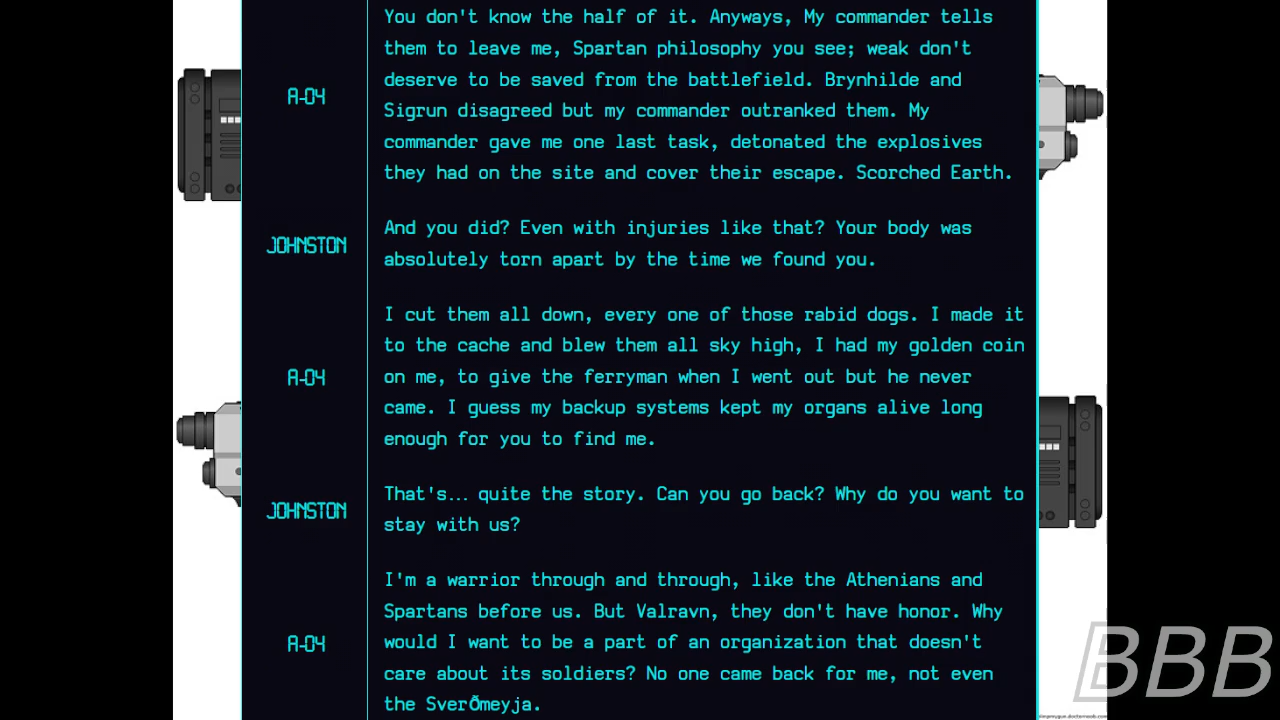 You don't know the half of it. Anyways, My commander tells
them to leave me, Spartan philosophy you see; weak don't
deserve to be saved from the battlefield. Brynhilde and
A-04
Sigrun disagreed but my commander outranked them. My
commander gave me one last task, detonated the explosives
they had on the site and cover their escape. Scorched Earth.
And you did? Even with injuries like that? Your body was
JOHNSTON
absolutely torn apart by the time we found you.
I cut them all down, every one of those rabid dogs. I made it
to the cache and blew them all sky high, I had my golden coin
A-04
on me, to give the ferryman when I went out but he never
came. I guess my backup systems kept my organs alive long
enough for you to find me.
That's... quite the story. Can you go back? Why do you want to
JOHNSTON
stay with us?
I'm a warrior through and through, like the Athenians and
Spartans before us. But Valravn, they don't have honor. Why
A-04
would I want to be a part of an organization that doesn't
care about its soldiers? No one came back for me, not even
the Sverðmeyja.
BBB